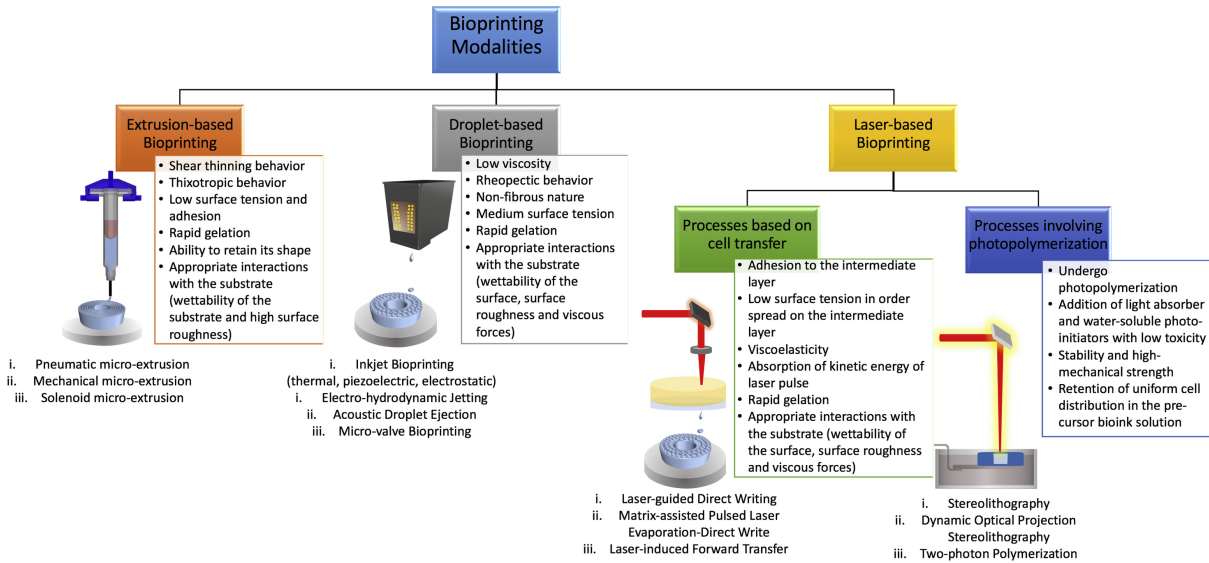 Bioprinting
Modalities
Extrusion-based
Bioprinting
• Shear thinning behavior
• Thixotropic behavior
• Low surface tension and
adhesion
• Rapid gelation
• Ability to retain its shape
• Appropriate interactions
with the substrate
(wettability of the
substrate and high surface
roughness)
i. Pneumatic micro-extrusion
ii. Mechanical micro-extrusion
iii. Solenoid micro-extrusion
Droplet-based
Bioprinting
• Low viscosity
• Rheopectic behavior
• Non-fibrous nature
• Medium surface tension
• Rapid gelation
• Appropriate interactions
with the substrate
(wettability of the
surface, surface
roughness and viscous
forces)
i. Inkjet Bioprinting
(thermal, piezoelectric, electrostatic)
i. Electro-hydrodynamic Jetting
ii. Acoustic Droplet Ejection
iii. Micro-valve Bioprinting
Laser-based
Bioprinting
Processes based on
cell transfer
• Adhesion to the intermediate
layer
• Low surface tension in order
spread on the intermediate
layer
• Viscoelasticity
• Absorption of kinetic energy of
laser pulse
• Rapid gelation
• Appropriate interactions with
the substrate (wettability of
the surface, surface roughness
and viscous forces)
i. Laser-guided Direct Writing
ii. Matrix-assisted Pulsed Laser
Evaporation-Direct Write
iii. Laser-induced Forward Transfer
Processes involving
photopolymerization
• Undergo
photopolymerization
• Addition of light absorber
and water-soluble photo-
initiators with low toxicity
• Stability and high-
mechanical strength
• Retention of uniform cell
distribution in the pre-
cursor bioink solution
i. Stereolithography
ii. Dynamic Optical Projection
Stereolithography
iii. Two-photon Polymerization